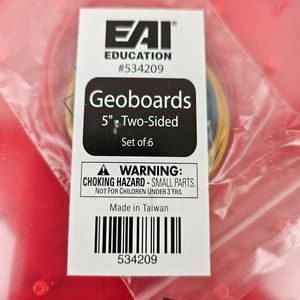 EAI
EDUCATION
#534209
Geoboards
5" Two-Sided
Set of 6
WARNING:
CHOKING HAZARD - SMALL PARTS.
NOT FOR CHILDREN UNDER 3 YRS.
Made in Taiwan
534209